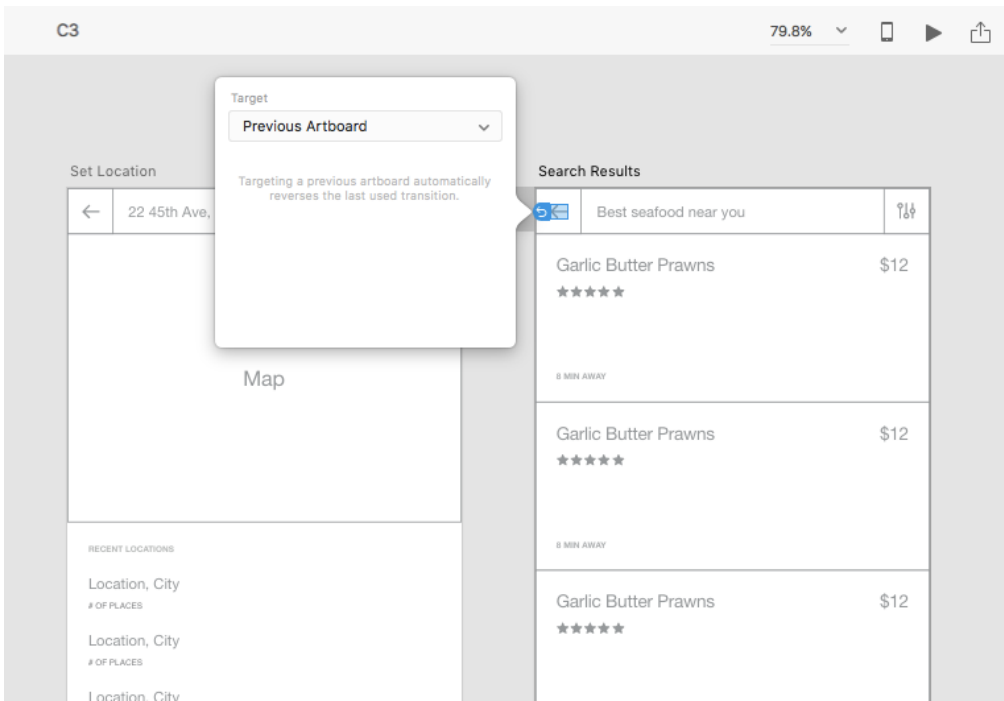 C3
79.8%
Target
Previous Artboard
Targeting a previous artboard automatically
reverses the last used transition.
Set Location
22 45th Ave,
Map
RECENT LOCATIONS
Location, City
# OF PLACES
Location, City
# OF PLACES
Location, City
Search Results
Best seafood near you
Garlic Butter Prawns $12
8 MIN AWAY
Garlic Butter Prawns $12
8 MIN AWAY
Garlic Butter Prawns $12